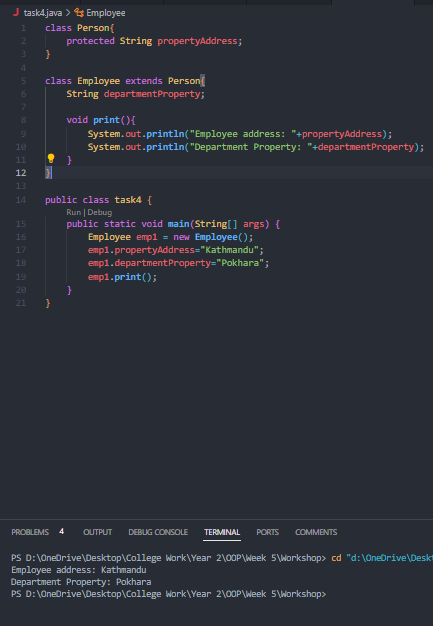 task4.java > Employee
1 class Person{
2 protected String propertyAddress;
3 }
4
5 class Employee extends Person{
6 String departmentProperty;
7
8 void print(){
9 System.out.println("Employee address: "+propertyAddress);
10 System.out.println("Department Property: "+departmentProperty);
11 }
12 }
13
14 public class task4 {
Run | Debug
15 public static void main(String[] args) {
16 Employee emp1 = new Employee();
17 emp1.propertyAddress="Kathmandu";
18 emp1.departmentProperty="Pokhara";
19 emp1.print();
20 }
21 }
PROBLEMS 4 OUTPUT DEBUG CONSOLE TERMINAL PORTS COMMENTS
PS D:\OneDrive\Desktop\College Work\Year 2\OOP\Week 5\Workshop> cd "d:\OneDrive\Deskt
Employee address: Kathmandu
Department Property: Pokhara
PS D:\OneDrive\Desktop\College Work\Year 2\OOP\Week 5\Workshop>